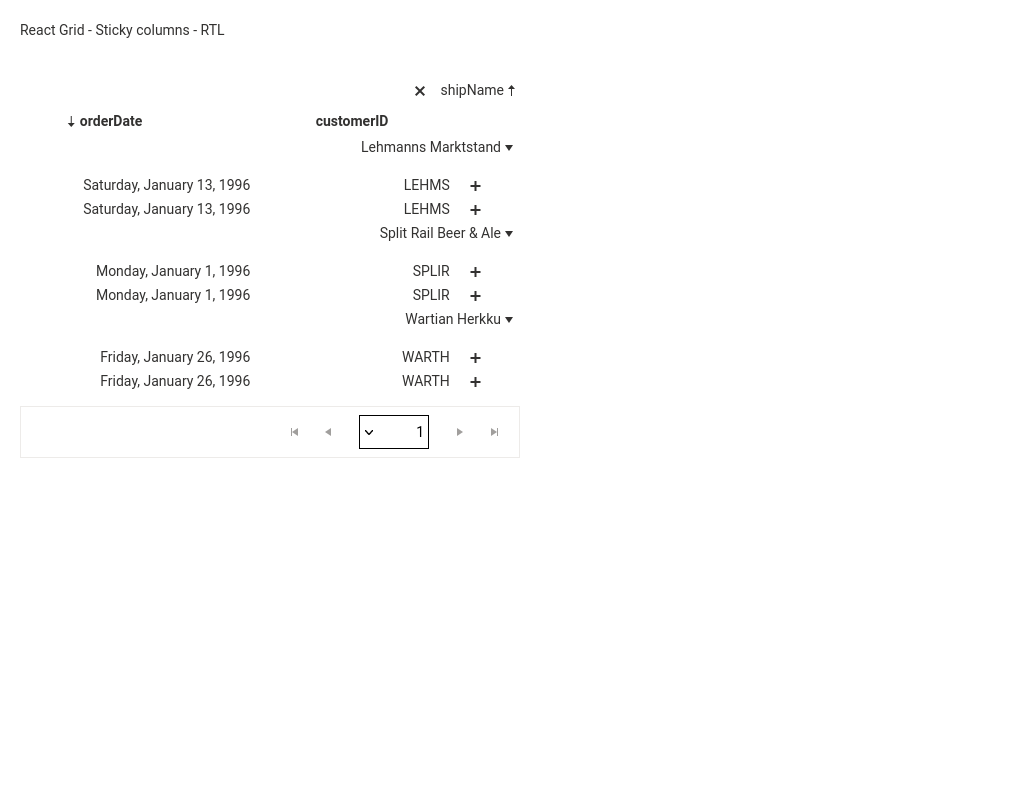 React Grid - Sticky columns - RTL
shipName
orderDate customerID
Lehmanns Marktstand
Saturday, January 13, 1996 LEHMS
Saturday, January 13, 1996 LEHMS
Split Rail Beer & Ale
Monday, January 1, 1996 SPLIR
Monday, January 1, 1996 SPLIR
Wartian Herkku
Friday, January 26, 1996 WARTH
Friday, January 26, 1996 WARTH
1